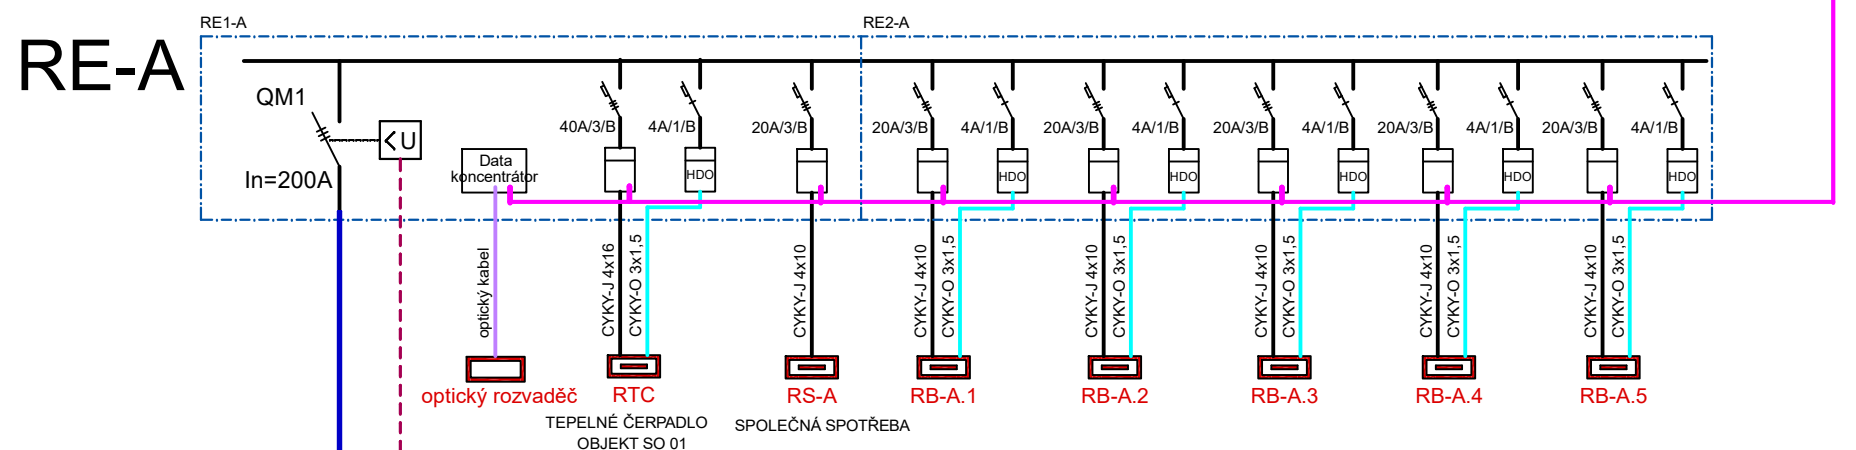 RE-A
RE1-A
RE2-A
QM1
In=200A
<U
Data
koncentrátor
40A/3/B
4A/1/B
20A/3/B
20A/3/B
4A/1/B
20A/3/B
4A/1/B
20A/3/B
4A/1/B
20A/3/B
4A/1/B
20A/3/B
4A/1/B
HDO
HDO
HDO
HDO
HDO
HDO
optický kabel
CYKY-J 4x16
CYKY-O 3x1,5
CYKY-J 4x10
CYKY-J 4x10
CYKY-O 3x1,5
CYKY-J 4x10
CYKY-O 3x1,5
CYKY-J 4x10
CYKY-O 3x1,5
CYKY-J 4x10
CYKY-O 3x1,5
CYKY-J 4x10
CYKY-O 3x1,5
optický rozvaděč
RTC
RS-A
RB-A.1
RB-A.2
RB-A.3
RB-A.4
RB-A.5
TEPELNÉ ČERPADLO
OBJEKT SO 01
SPOLEČNÁ SPOTŘEBA